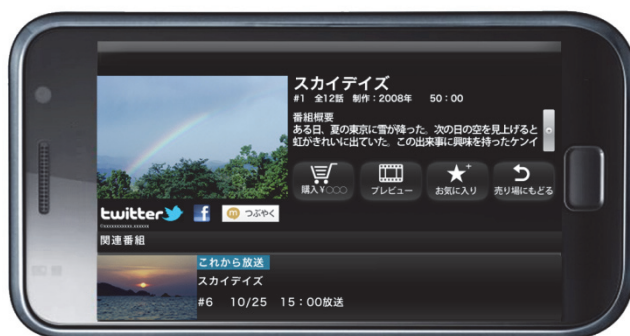 スカイデイズ
#1 全12話 制作：2008年 50：00
番組概要
ある日、夏の東京に雪が降った。次の日の空を見上げると
虹がきれいに出ていた。この出来事に興味を持ったケンイ
購入¥○○○
プレビュー
お気に入り
売り場にもどる
twitter
f
m つぶやく
関連番組
これから放送
スカイデイズ
#6 10/25 15：00放送